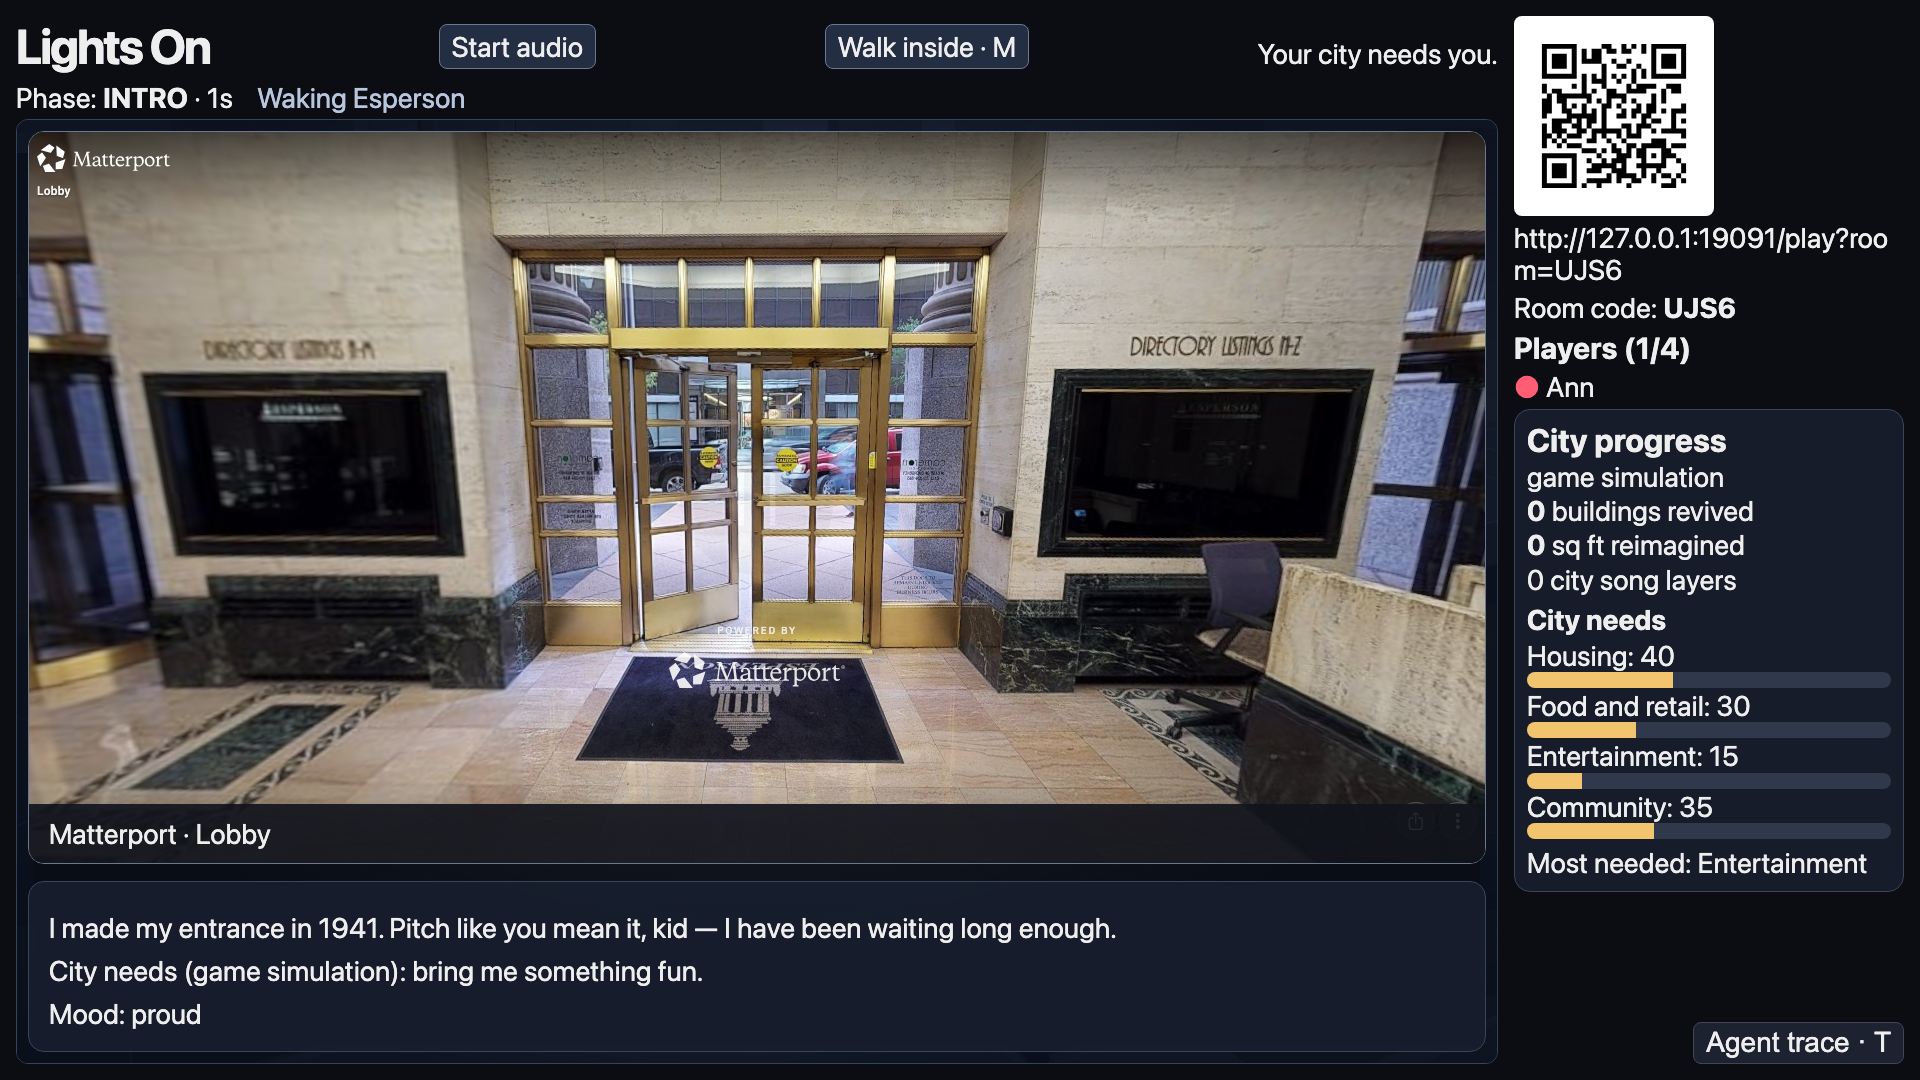 Lights On
Start audio
Walk inside · M
Your city needs you.
Phase: INTRO · 1s Waking Esperson
Matterport
Lobby
DIRECTORY LISTINGS A-M
DIRECTORY LISTINGS N-Z
CAUTION
POWERED BY
Matterport
Matterport · Lobby
I made my entrance in 1941. Pitch like you mean it, kid — I have been waiting long enough.
City needs (game simulation): bring me something fun.
Mood: proud
http://127.0.0.1:19091/play?roo
m=UJS6
Room code: UJS6
Players (1/4)
Ann
City progress
game simulation
0 buildings revived
0 sq ft reimagined
0 city song layers
City needs
Housing: 40
Food and retail: 30
Entertainment: 15
Community: 35
Most needed: Entertainment
Agent trace · T